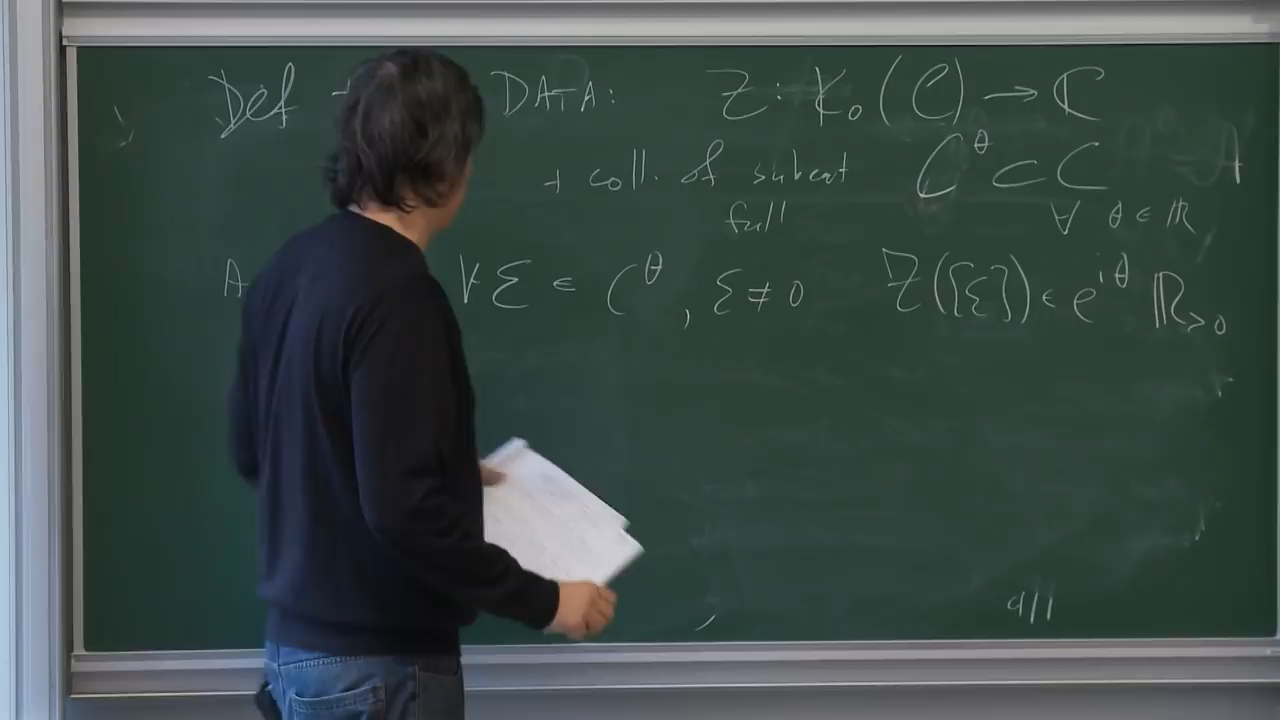 Def DATA: Z: K₀(C) → ℂ
+ coll. of subcat C^θ ⊂ C
full ∀ θ ∈ ℝ
A ∀ Ɛ ∈ C^θ, Ɛ ≠ 0 Z([Ɛ]) ∈ e^{iθ} ℝ_{>0}